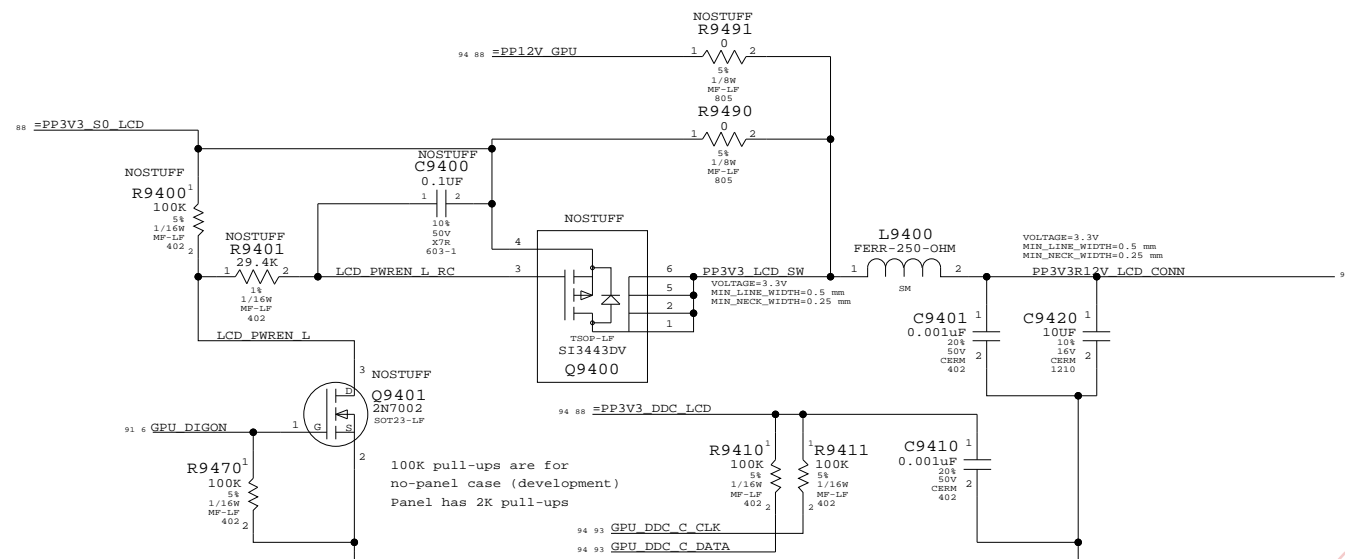 NOSTUFF
R9491
0
94 88 =PP12V_GPU
1 2
5%
1/8W
MF-LF
805
R9490
0
88 =PP3V3_S0_LCD
1 2
5%
1/8W
MF-LF
805
NOSTUFF
C9400
0.1UF
1 2
10%
50V
X7R
603-1
NOSTUFF
R9400
1
100K
5%
1/16W
MF-LF
402
2
NOSTUFF
R9401
29.4K
1 2
1%
1/16W
MF-LF
402
LCD_PWREN_L_RC
NOSTUFF
4
3
6
5
2
1
TSOP-LF
SI3443DV
Q9400
PP3V3_LCD_SW
VOLTAGE=3.3V
MIN_LINE_WIDTH=0.5 mm
MIN_NECK_WIDTH=0.25 mm
L9400
FERR-250-OHM
1 2
SM
VOLTAGE=3.3V
MIN_LINE_WIDTH=0.5 mm
MIN_NECK_WIDTH=0.25 mm
PP3V3R12V_LCD_CONN
9
C9401
1
0.001uF
20%
50V
CERM
402
2
C9420
1
10UF
10%
16V
CERM
1210
2
LCD_PWREN_L
3
NOSTUFF
Q9401
2N7002
SOT23-LF
D
G
S
91 6 GPU_DIGON
1
2
R9470
1
100K
5%
1/16W
MF-LF
402
2
100K pull-ups are for
no-panel case (development)
Panel has 2K pull-ups
94 88 =PP3V3_DDC_LCD
R9410
1
100K
5%
1/16W
MF-LF
402
2
R9411
1
100K
5%
1/16W
MF-LF
402
2
C9410
1
0.001uF
20%
50V
CERM
402
2
94 93 GPU_DDC_C_CLK
94 93 GPU_DDC_C_DATA